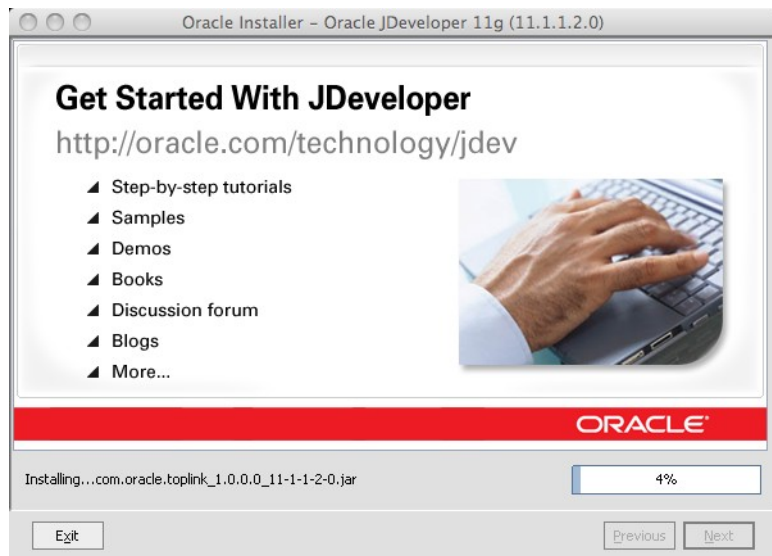 Oracle Installer - Oracle JDeveloper 11g (11.1.1.2.0)
Get Started With JDeveloper
http://oracle.com/technology/jdev
Step-by-step tutorials
Samples
Demos
Books
Discussion forum
Blogs
More...
ORACLE
Installing...com.oracle.toplink_1.0.0.0_11-1-1-2-0.jar
4%
Exit
Previous
Next